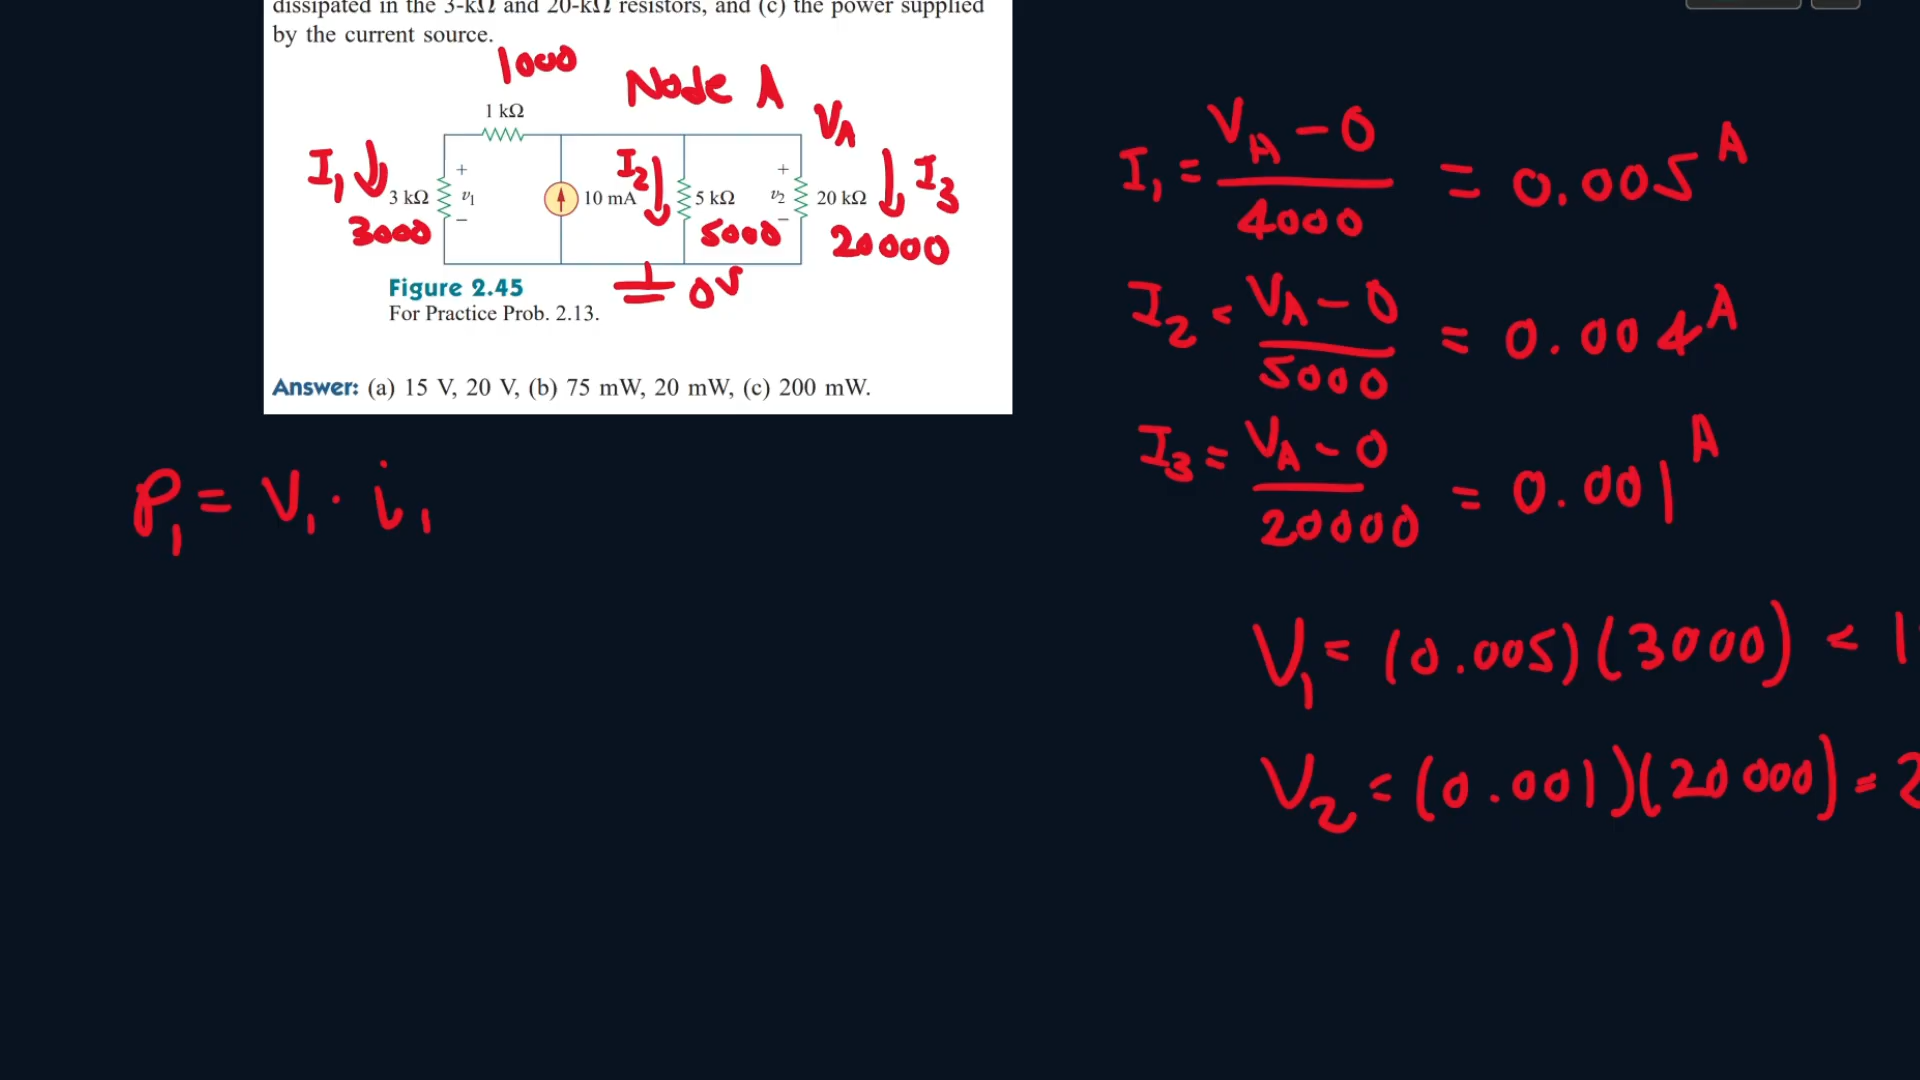 dissipated in the 3-kΩ and 20-kΩ resistors, and (c) the power supplied
by the current source.
1000
Node A
1 kΩ
VA
I1
3 kΩ
3000
+
v1
−
10 mA
I2
5 kΩ
5000
+
v2
−
20 kΩ
20000
I3
0V
Figure 2.45
For Practice Prob. 2.13.
Answer: (a) 15 V, 20 V, (b) 75 mW, 20 mW, (c) 200 mW.
P1 = V1 · i1
I1 = VA − 0 / 4000 = 0.005 A
I2 = VA − 0 / 5000 = 0.004 A
I3 = VA − 0 / 20000 = 0.001 A
V1 = (0.005)(3000) = 1
V2 = (0.001)(20000) = 2